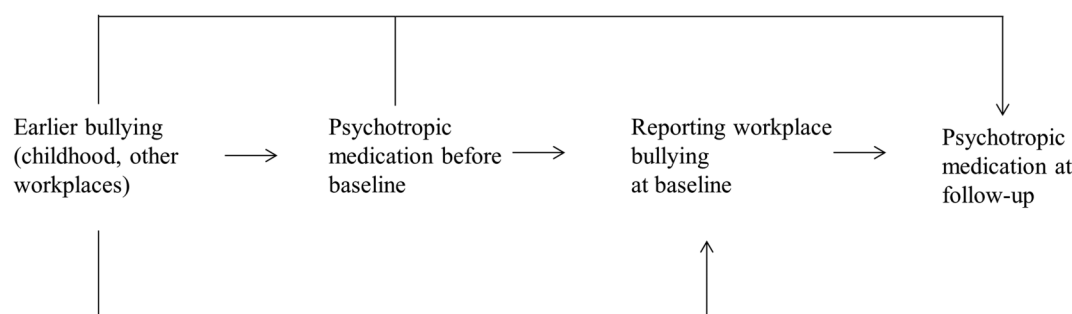 Earlier bullying
(childhood, other
workplaces)
Psychotropic
medication before
baseline
Reporting workplace
bullying
at baseline
Psychotropic
medication at
follow-up